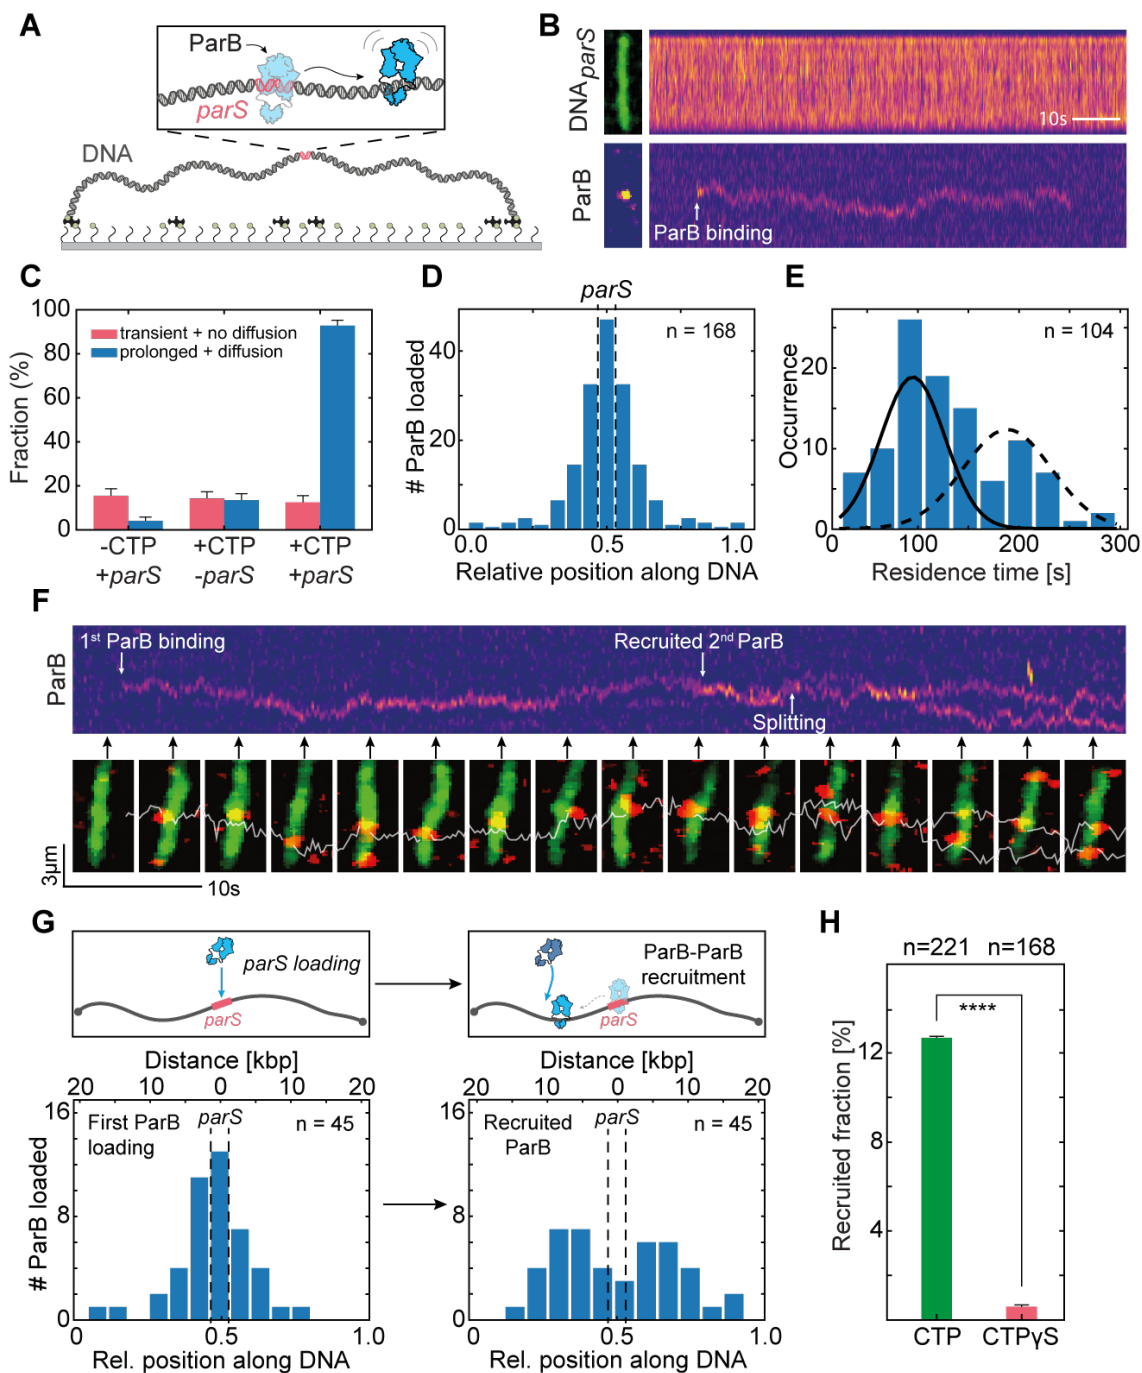 A
ParB
parS
DNA
B
DNA parS
10s
ParB
ParB binding
C
Fraction (%)
100
80
60
40
20
0
transient + no diffusion
prolonged + diffusion
-CTP +CTP +CTP
+parS -parS +parS
D
parS
n = 168
# ParB loaded
40
20
0
0.0 0.5 1.0
Relative position along DNA
E
n = 104
Occurrence
20
10
0
0 100 200 300
Residence time [s]
F
ParB
1st ParB binding
Recruited 2nd ParB
Splitting
3μm
10s
G
parS loading
parS
ParB-ParB
recruitment
parS
Distance [kbp]
20 10 0 10 20
First ParB
loading
parS
n = 45
# ParB loaded
16
8
0
0 0.5 1.0
Rel. position along DNA
Distance [kbp]
20 10 0 10 20
Recruited
ParB
parS
n = 45
16
8
0
0 0.5 1.0
Rel. position along DNA
H
n=221 n=168
****
Recruited fraction [%]
12
8
4
CTP CTPγS